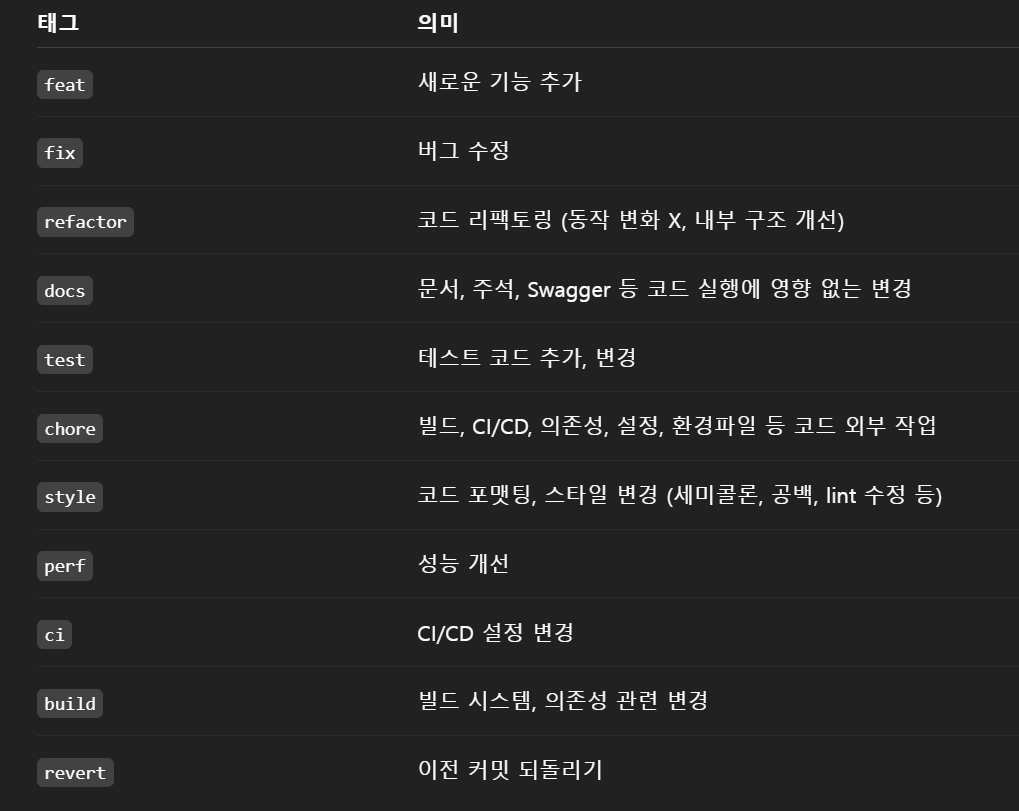 태그 의미
feat 새로운 기능 추가
fix 버그 수정
refactor 코드 리팩토링 (동작 변화 X, 내부 구조 개선)
docs 문서, 주석, Swagger 등 코드 실행에 영향 없는 변경
test 테스트 코드 추가, 변경
chore 빌드, CI/CD, 의존성, 설정, 환경파일 등 코드 외부 작업
style 코드 포맷팅, 스타일 변경 (세미콜론, 공백, lint 수정 등)
perf 성능 개선
ci CI/CD 설정 변경
build 빌드 시스템, 의존성 관련 변경
revert 이전 커밋 되돌리기